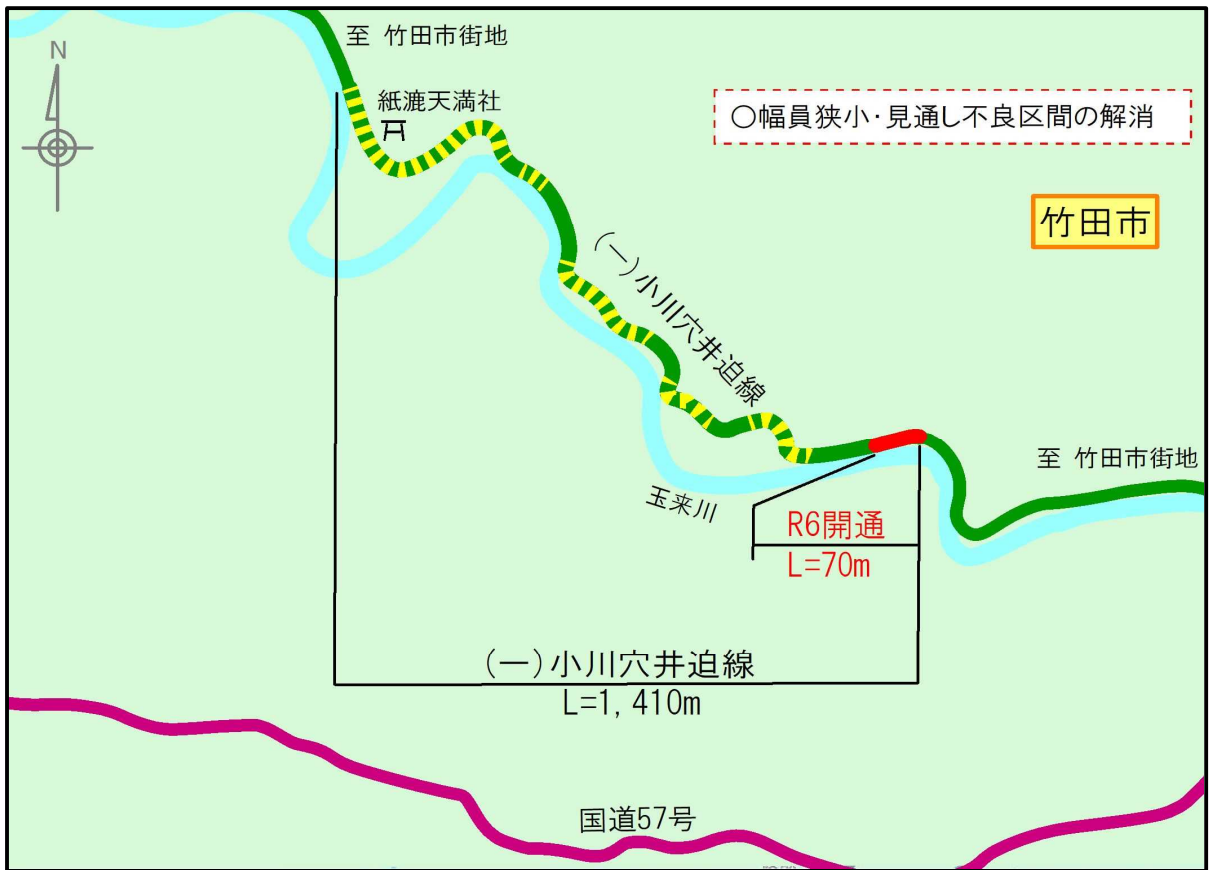 至 竹田市街地
N
紙漉天満社
○幅員狭小・見通し不良区間の解消
竹田市
(一)小川穴井迫線
至 竹田市街地
玉来川
R6開通
L=70m
(一)小川穴井迫線
L=1,410m
国道57号